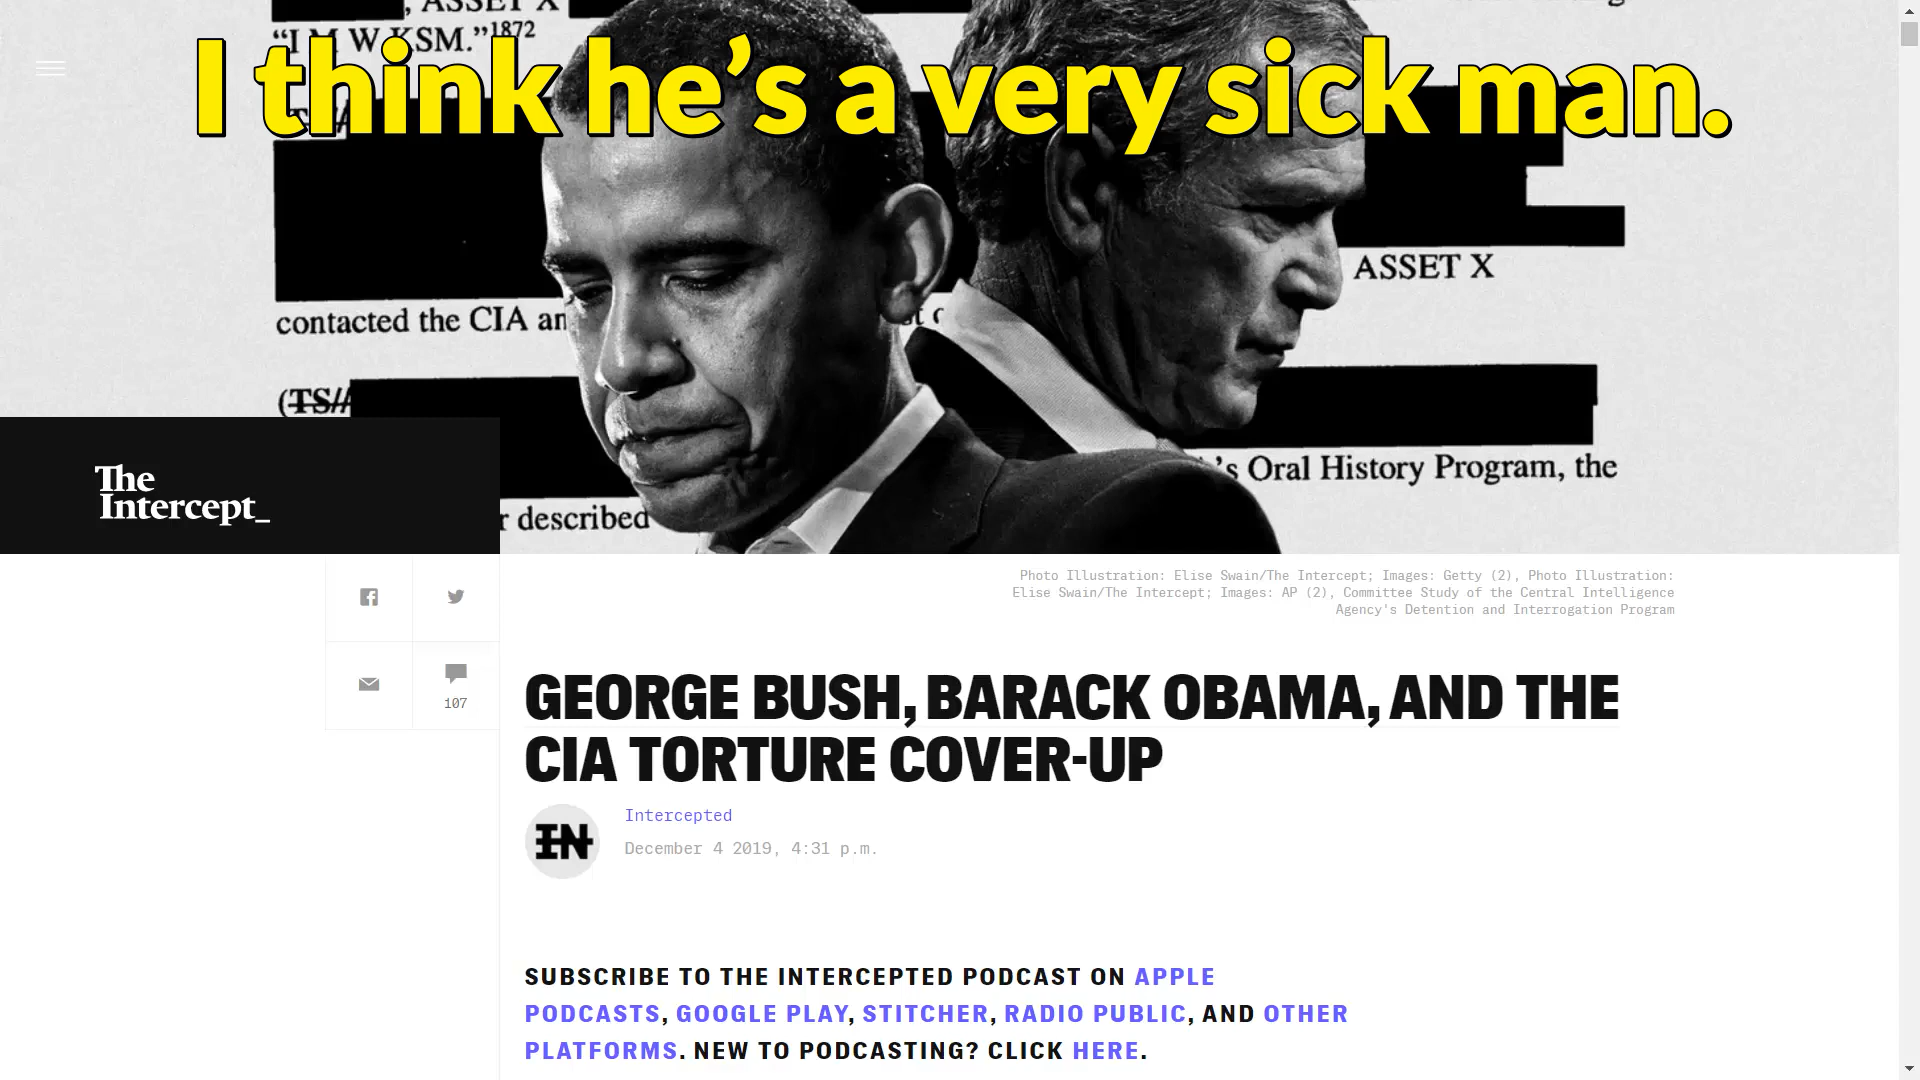 , ASSET X
"I M W KSM."1872
I think he's a very sick man.
ASSET X
contacted the CIA an
(TS//
's Oral History Program, the
r described
The
Intercept_
Photo Illustration: Elise Swain/The Intercept; Images: Getty (2), Photo Illustration:
Elise Swain/The Intercept; Images: AP (2), Committee Study of the Central Intelligence
Agency's Detention and Interrogation Program
107
GEORGE BUSH, BARACK OBAMA, AND THE
CIA TORTURE COVER-UP
IN
Intercepted
December 4 2019, 4:31 p.m.
SUBSCRIBE TO THE INTERCEPTED PODCAST ON APPLE
PODCASTS, GOOGLE PLAY, STITCHER, RADIO PUBLIC, AND OTHER
PLATFORMS. NEW TO PODCASTING? CLICK HERE.